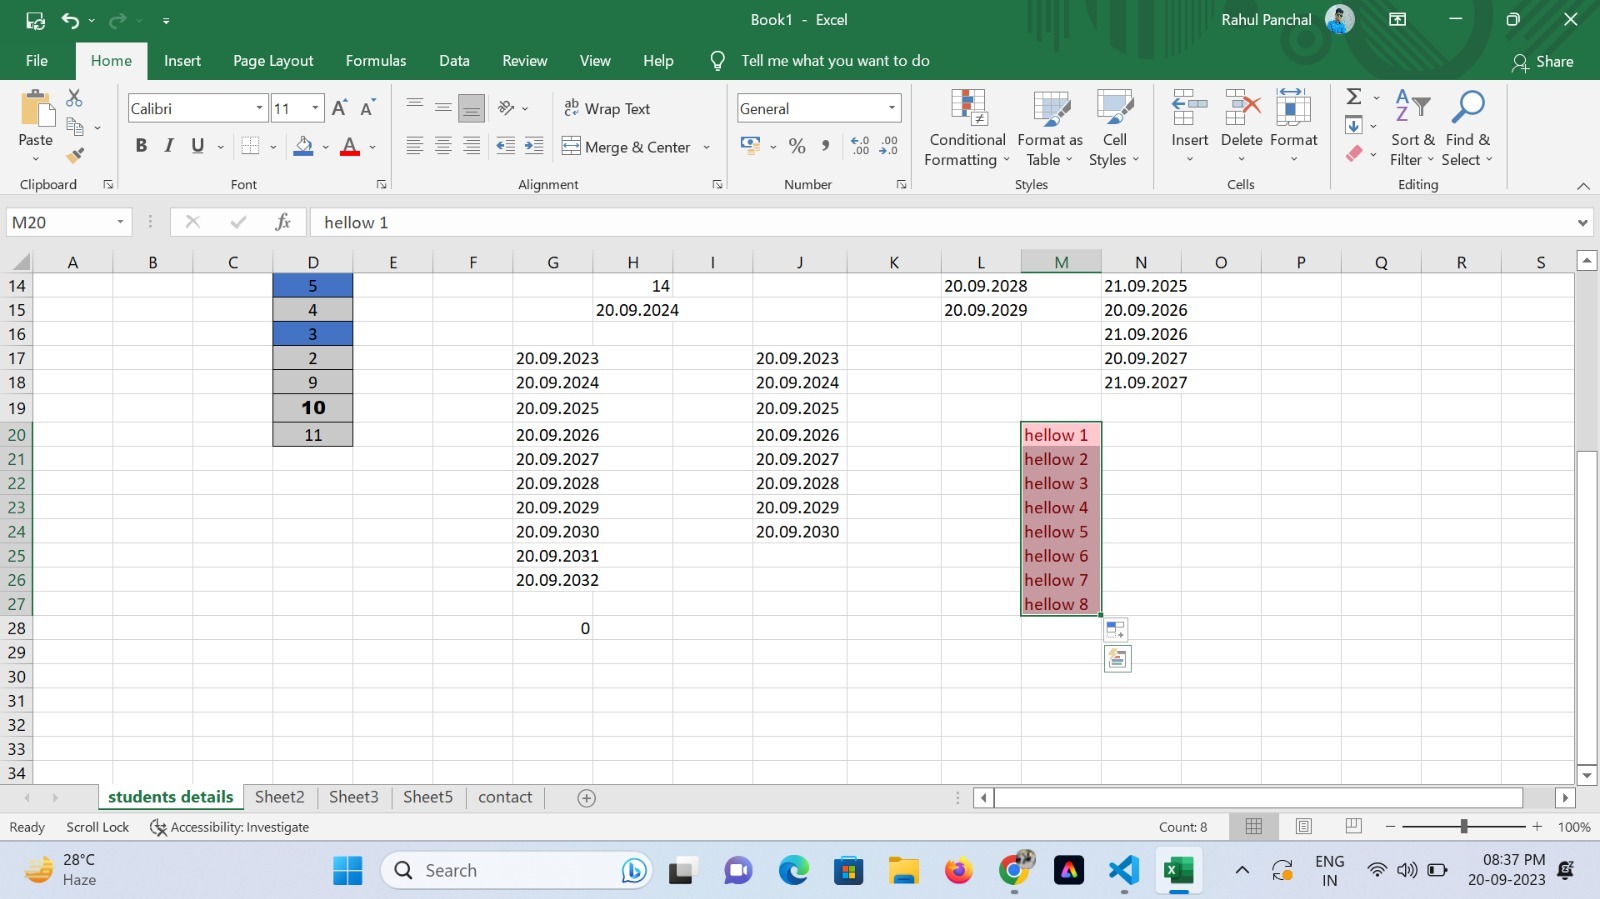 Book1 - Excel
Rahul Panchal
File Home Insert Page Layout Formulas Data Review View Help Tell me what you want to do Share
Paste
Clipboard
Calibri 11
B I U
Font
Wrap Text
Merge & Center
Alignment
General
% , .00
Number
Conditional Formatting
Format as Table
Cell Styles
Styles
Insert Delete Format
Cells
Sort & Filter
Find & Select
Editing
M20 fx hellow 1
A B C D E F G H I J K L M N O P Q R S
14 5 14 20.09.2028 21.09.2025
15 4 20.09.2024 20.09.2029 20.09.2026
16 3 21.09.2026
17 2 20.09.2023 20.09.2023 20.09.2027
18 9 20.09.2024 20.09.2024 21.09.2027
19 10 20.09.2025 20.09.2025
20 11 20.09.2026 20.09.2026 hellow 1
21 20.09.2027 20.09.2027 hellow 2
22 20.09.2028 20.09.2028 hellow 3
23 20.09.2029 20.09.2029 hellow 4
24 20.09.2030 20.09.2030 hellow 5
25 20.09.2031 hellow 6
26 20.09.2032 hellow 7
27 hellow 8
28 0
29
30
31
32
33
34
students details Sheet2 Sheet3 Sheet5 contact
Ready Scroll Lock Accessibility: Investigate Count: 8 100%
28°C
Haze
Search
ENG
IN
08:37 PM
20-09-2023